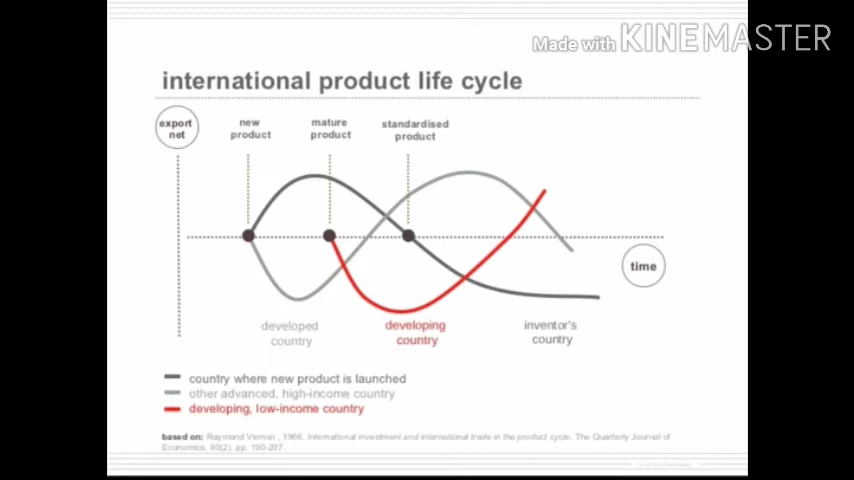 Made with KINEMASTER
international product life cycle
export
net
new
product
mature
product
standardised
product
time
developed
country
developing
country
inventor's
country
country where new product is launched
other advanced, high-income country
developing, low-income country
based on: Raymond Vernon , 1966. International investment and international trade in the product cycle. The Quarterly Journal of
Economics, 80(2), pp. 190-207.